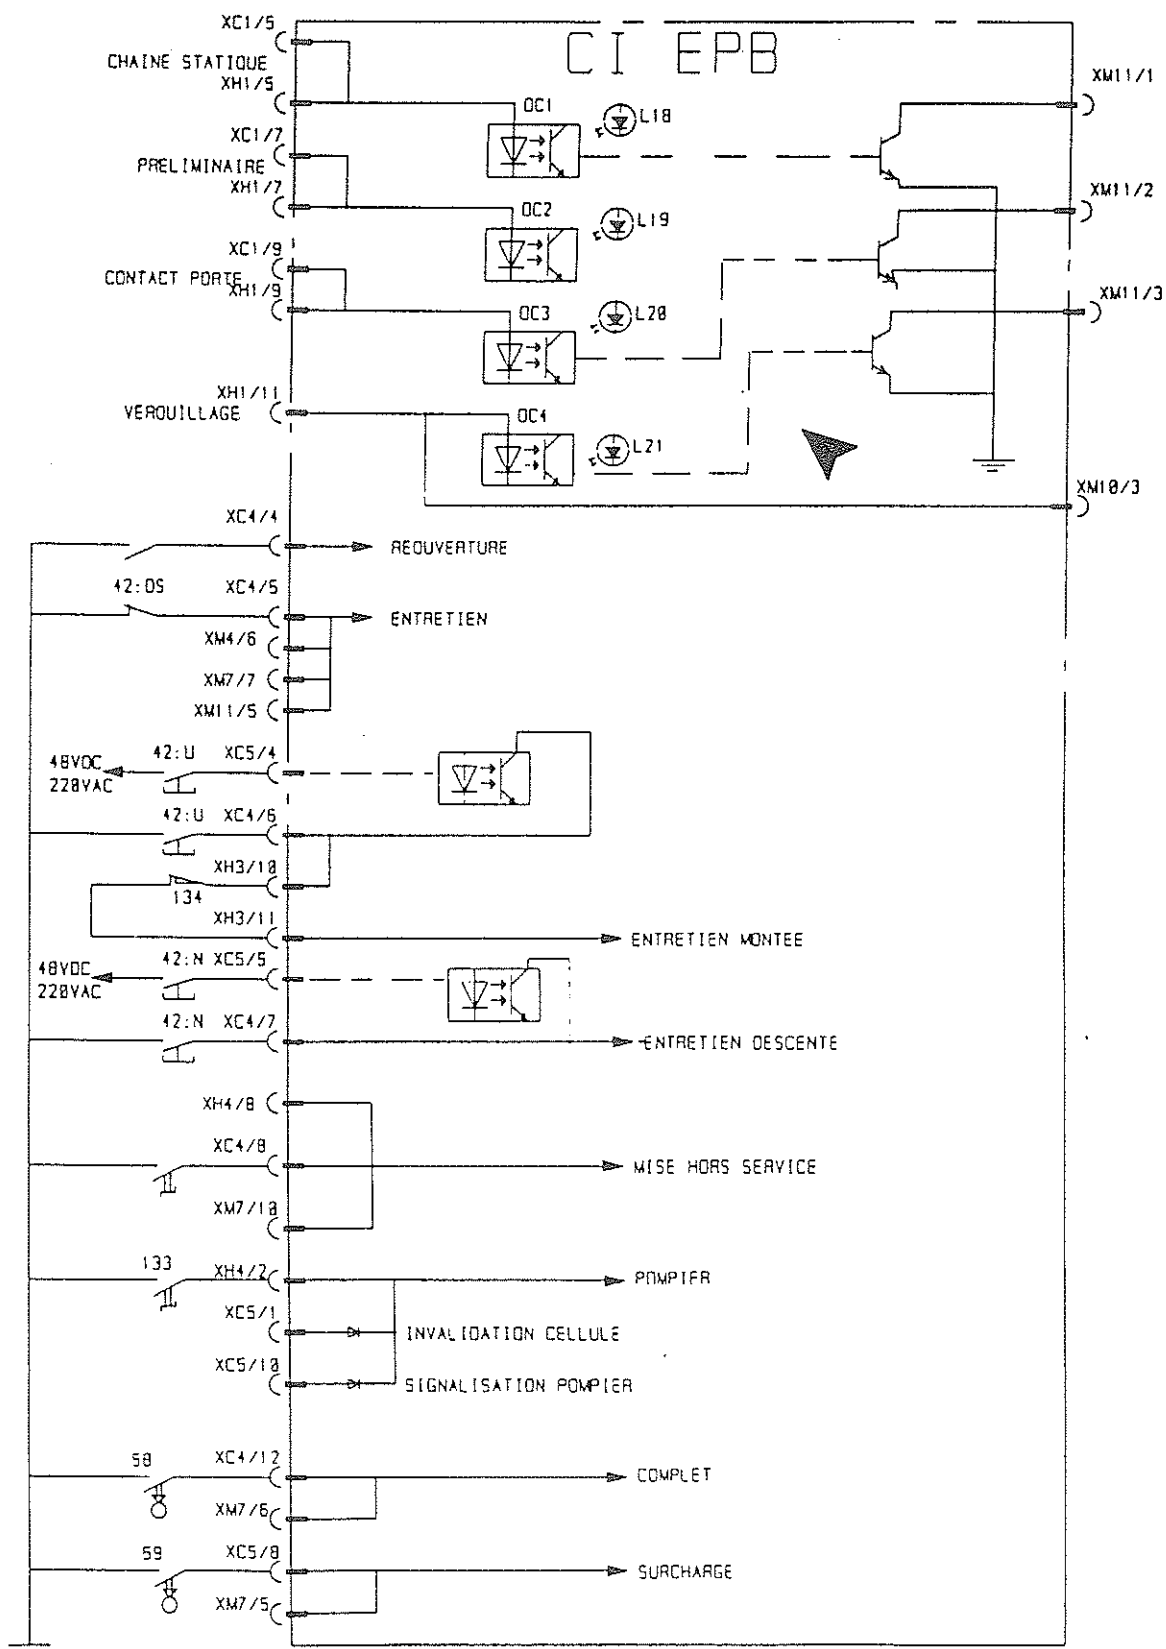 XC1/5
CI EPB
CHAINE STATIQUE
XH1/5
XM11/1
OC1
L18
XC1/7
PRELIMINAIRE
XH1/7
XM11/2
OC2
L19
XC1/9
CONTACT PORTE
XH1/9
XM11/3
OC3
L20
XH1/11
VEROUILLAGE
OC4
L21
XM10/3
XC4/4
REOUVERTURE
42:DS XC4/5
ENTRETIEN
XM4/6
XM7/7
XM11/5
48VDC
220VAC
42:U XC5/4
42:U XC4/6
XH3/10
134
XH3/11
ENTRETIEN MONTEE
48VDC
220VAC
42:N XC5/5
42:N XC4/7
ENTRETIEN DESCENTE
XH4/8
XC4/8
MISE HORS SERVICE
XM7/10
133 XH4/2
POMPIER
XC5/1
INVALIDATION CELLULE
XC5/10
SIGNALISATION POMPIER
58 XC4/12
COMPLET
XM7/6
59 XC5/8
SURCHARGE
XM7/5